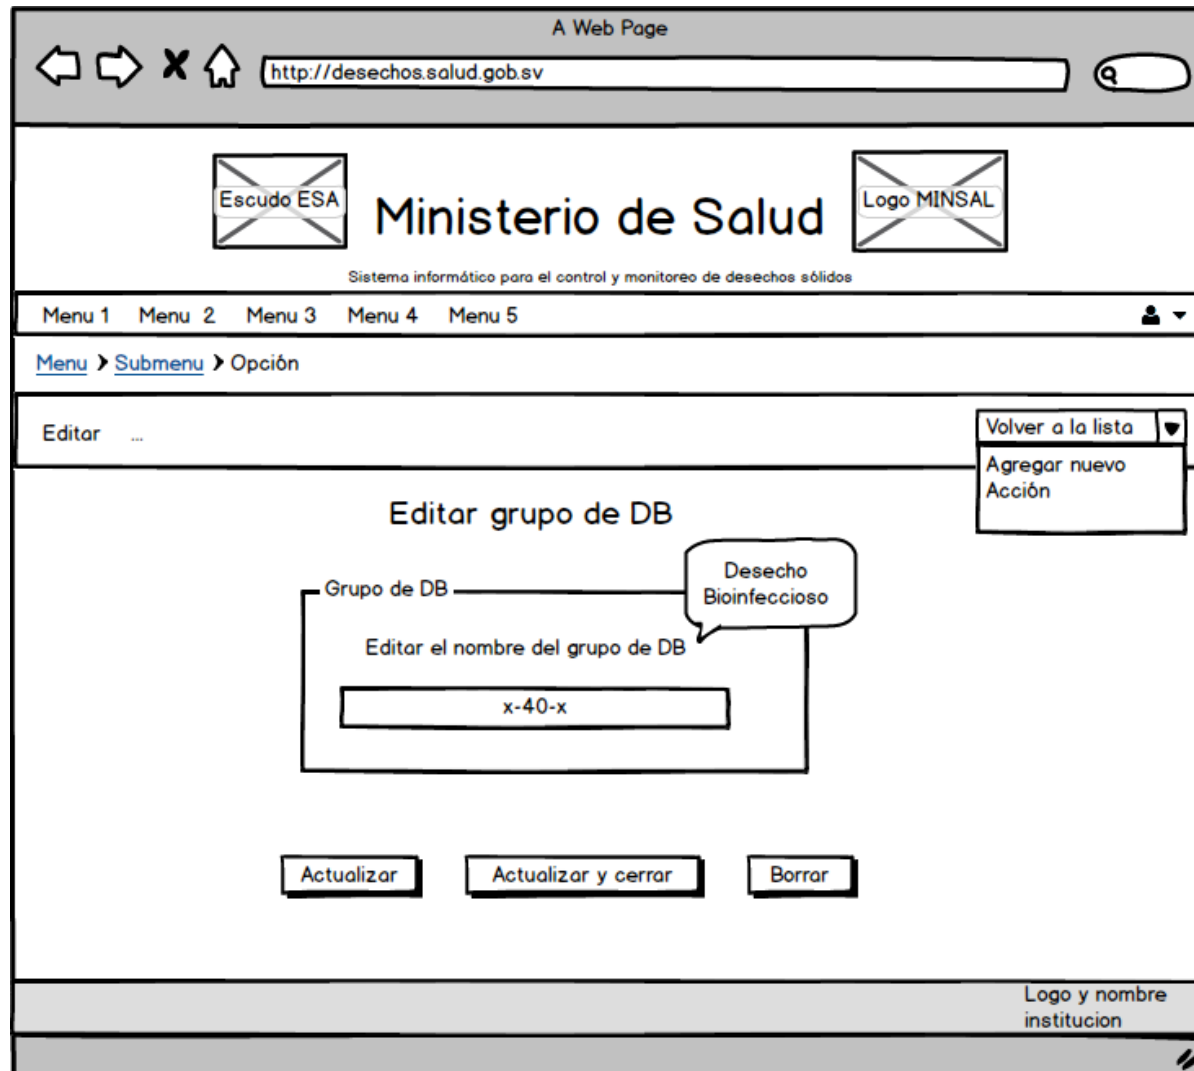 A Web Page
http://desechos.salud.gob.sv
Escudo ESA
Ministerio de Salud
Logo MINSAL
Sistema informático para el control y monitoreo de desechos sólidos
Menu 1 Menu 2 Menu 3 Menu 4 Menu 5
Menu > Submenu > Opción
Editar ...
Volver a la lista
Agregar nuevo
Acción
Editar grupo de DB
Desecho
Bioinfeccioso
Grupo de DB
Editar el nombre del grupo de DB
x-40-x
Actualizar
Actualizar y cerrar
Borrar
Logo y nombre
institucion